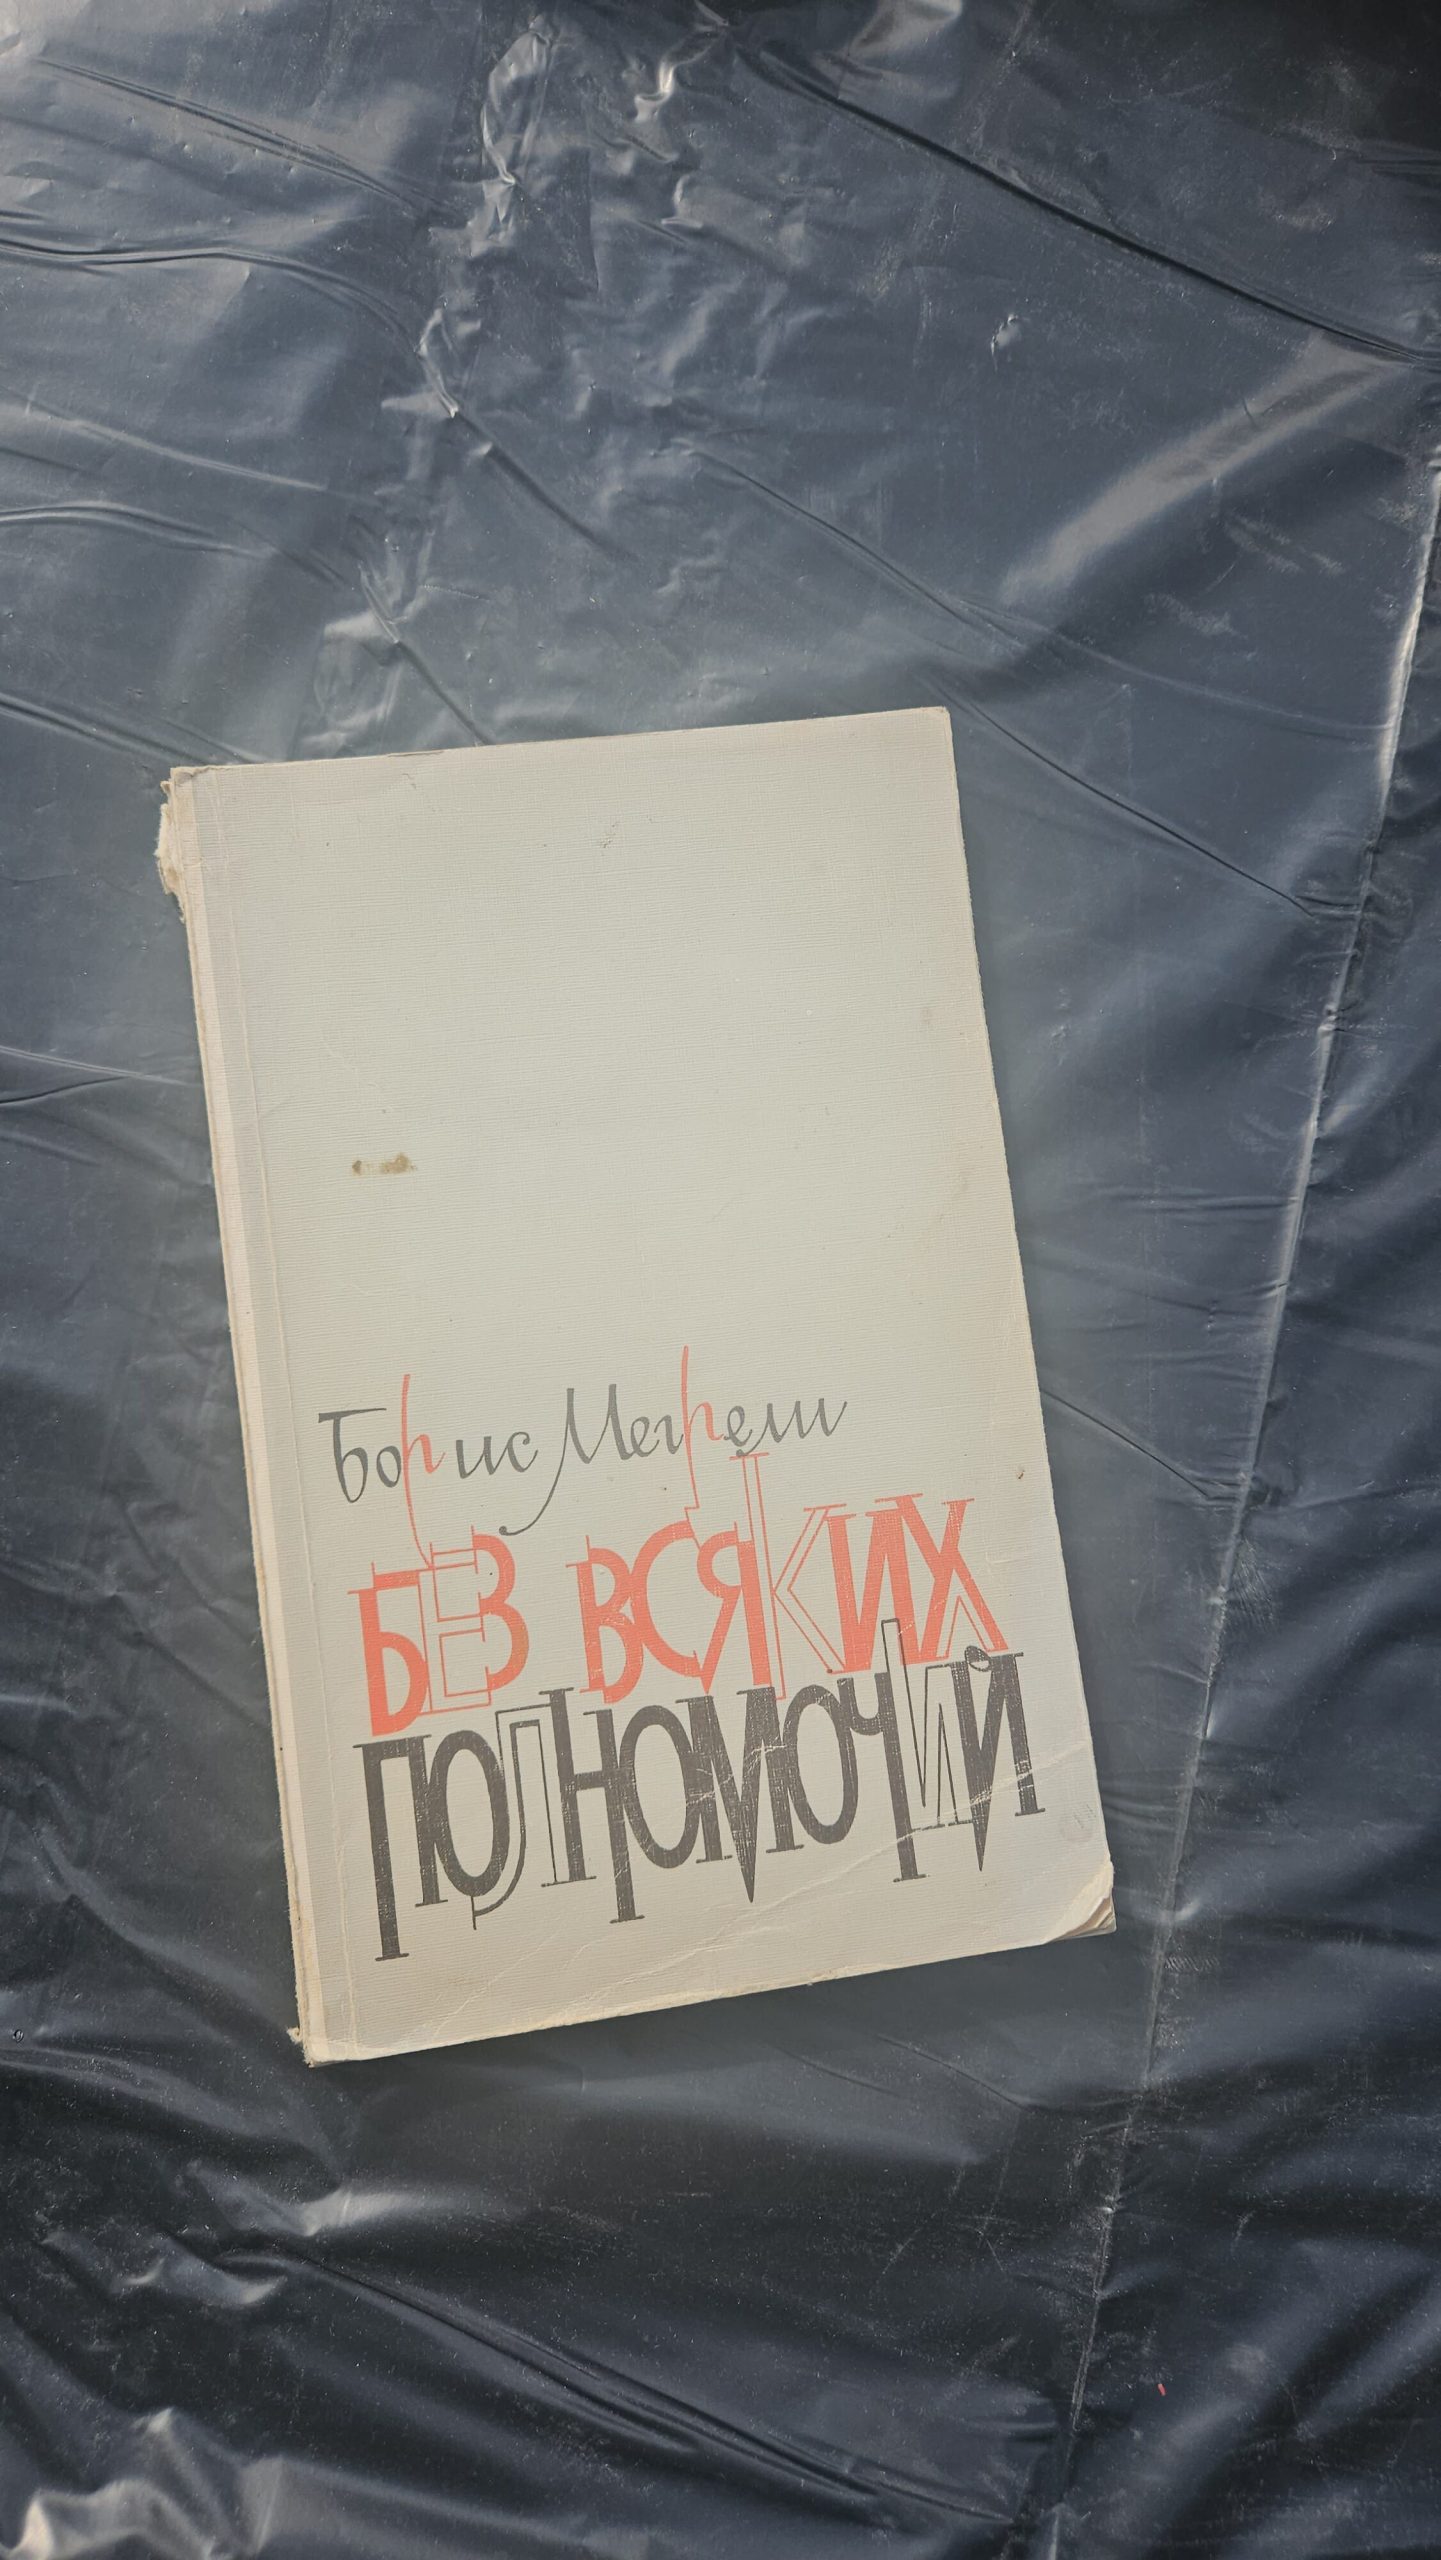 Борис Мегрели
БЕЗ ВСЯКИХ
ПОЛНОМОЧИЙ